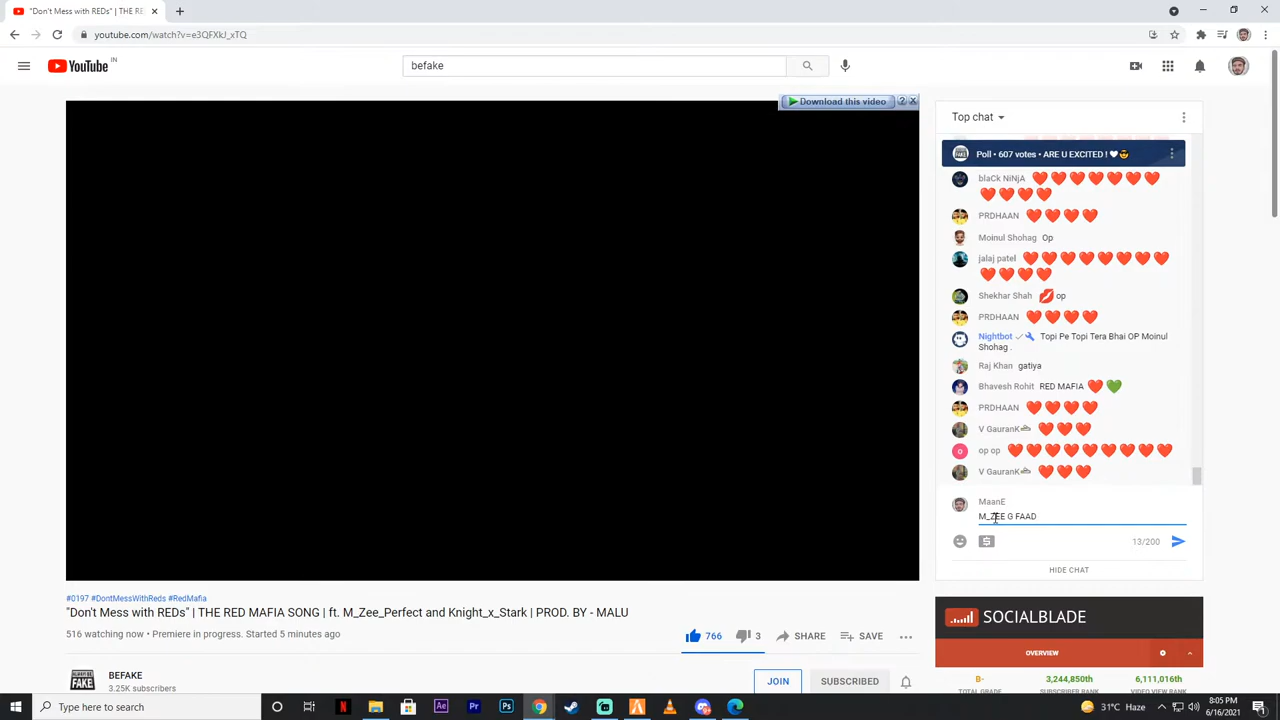 "Don't Mess with REDs" | THE RED
youtube.com/watch?v=e3QFXkJ_xTQ
YouTube IN
befake
Download this video ? X
Top chat
Poll • 607 votes • ARE U EXCITED ! 🤍😎
blaCk NiNjA ❤❤❤❤❤❤❤
❤❤❤❤
PRDHAAN ❤❤❤❤
Moinul Shohag Op
jalaj patel ❤❤❤❤❤❤❤
❤❤❤❤
Shekhar Shah 💋 op
PRDHAAN ❤❤❤❤
Nightbot Topi Pe Topi Tera Bhai OP Moinul
Shohag .
Raj Khan gatiya
Bhavesh Rohit RED MAFIA ❤💚
PRDHAAN ❤❤❤❤
V GauranK ❤❤❤
op op ❤❤❤❤❤❤❤❤❤
V GauranK ❤❤❤
MaanE
M_ZEE G FAAD
13/200
HIDE CHAT
#0197 #DontMessWithReds #RedMafia
"Don't Mess with REDs" | THE RED MAFIA SONG | ft. M_Zee_Perfect and Knight_x_Stark | PROD. BY - MALU
516 watching now • Premiere in progress. Started 5 minutes ago
766
3
SHARE
SAVE
BEFAKE
3.25K subscribers
JOIN
SUBSCRIBED
SOCIALBLADE
OVERVIEW
B-
TOTAL GRADE
3,244,850th
SUBSCRIBER RANK
6,111,016th
VIDEO VIEW RANK
Type here to search
Ae
Pr
Ps
31°C Haze
8:05 PM
6/16/2021